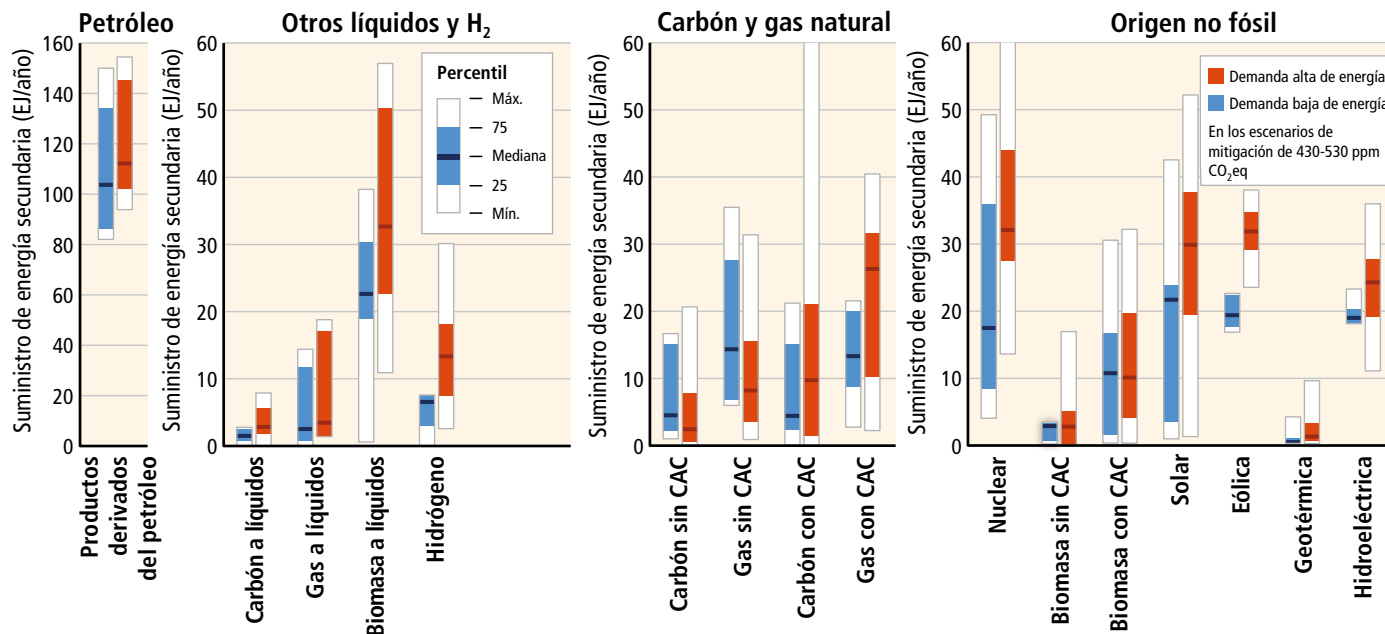 Petróleo
Suministro de energía secundaria (EJ/año)
160
140
120
100
80
60
40
20
0
Productos
derivados
del petróleo
Otros líquidos y H2
Suministro de energía secundaria (EJ/año)
60
50
40
30
20
10
0
Percentil
Máx.
75
Mediana
25
Mín.
Carbón a líquidos
Gas a líquidos
Biomasa a líquidos
Hidrógeno
Carbón y gas natural
Suministro de energía secundaria (EJ/año)
60
50
40
30
20
10
0
Carbón sin CAC
Gas sin CAC
Carbón con CAC
Gas con CAC
Origen no fósil
Suministro de energía secundaria (EJ/año)
60
50
40
30
20
10
0
Demanda alta de energía
Demanda baja de energía
En los escenarios de
mitigación de 430-530 ppm
CO2eq
Nuclear
Biomasa sin CAC
Biomasa con CAC
Solar
Eólica
Geotérmica
Hidroeléctrica